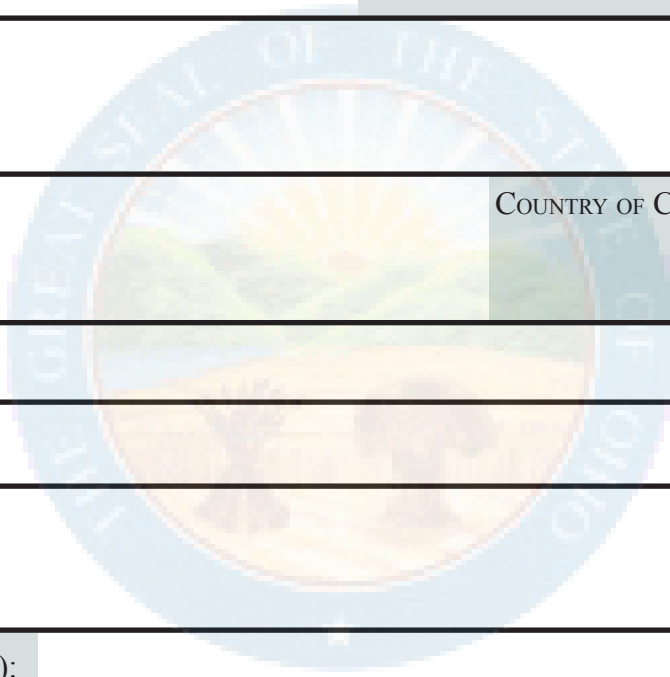 THE GREAT SEAL OF THE STATE OF OHIO
COUNTRY OF C
):